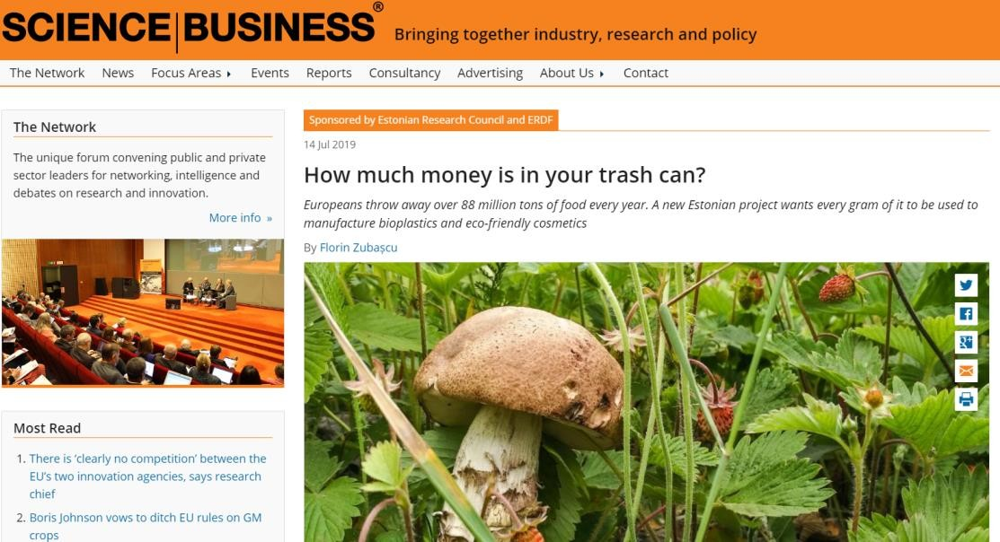 SCIENCE|BUSINESS®
Bringing together industry, research and policy
The Network News Focus Areas Events Reports Consultancy Advertising About Us Contact
The Network
The unique forum convening public and private
sector leaders for networking, intelligence and
debates on research and innovation.
More info »
Most Read
1. There is ‘clearly no competition’ between the
EU’s two innovation agencies, says research
chief
2. Boris Johnson vows to ditch EU rules on GM
crops
Sponsored by Estonian Research Council and ERDF
14 Jul 2019
How much money is in your trash can?
Europeans throw away over 88 million tons of food every year. A new Estonian project wants every gram of it to be used to
manufacture bioplastics and eco-friendly cosmetics
By Florin Zubașcu